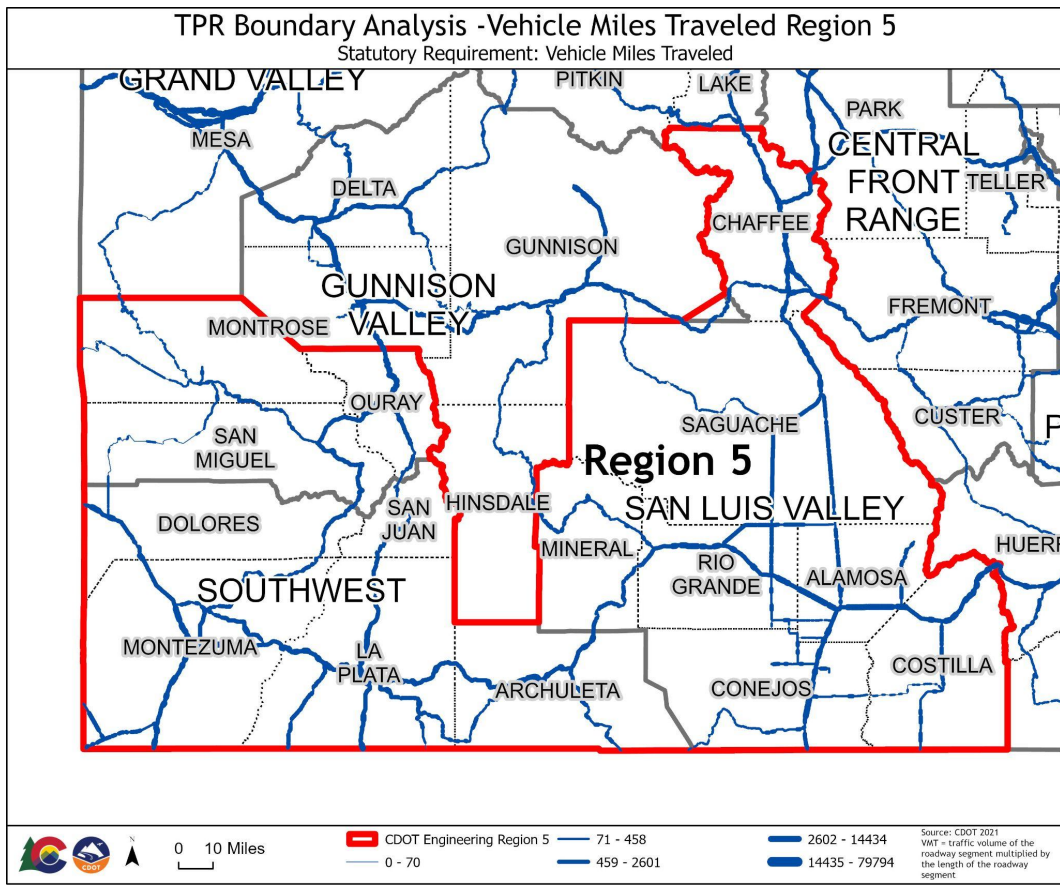 TPR Boundary Analysis -Vehicle Miles Traveled Region 5
Statutory Requirement: Vehicle Miles Traveled
GRAND VALLEY
PITKIN
LAKE
PARK
MESA
CENTRAL
FRONT
RANGE
TELLER
DELTA
CHAFFEE
GUNNISON
GUNNISON
VALLEY
MONTROSE
FREMONT
OURAY
CUSTER
SAGUACHE
P
SAN
MIGUEL
Region 5
HINSDALE
SAN LUIS VALLEY
DOLORES
SAN
JUAN
MINERAL
HUERF
RIO
GRANDE
ALAMOSA
SOUTHWEST
MONTEZUMA
LA
PLATA
COSTILLA
ARCHULETA
CONEJOS
C
CDOT
N
0 10 Miles
CDOT Engineering Region 5
0 - 70
71 - 458
459 - 2601
2602 - 14434
14435 - 79794
Source: CDOT 2021
VMT = traffic volume of the
roadway segment multiplied by
the length of the roadway
segment